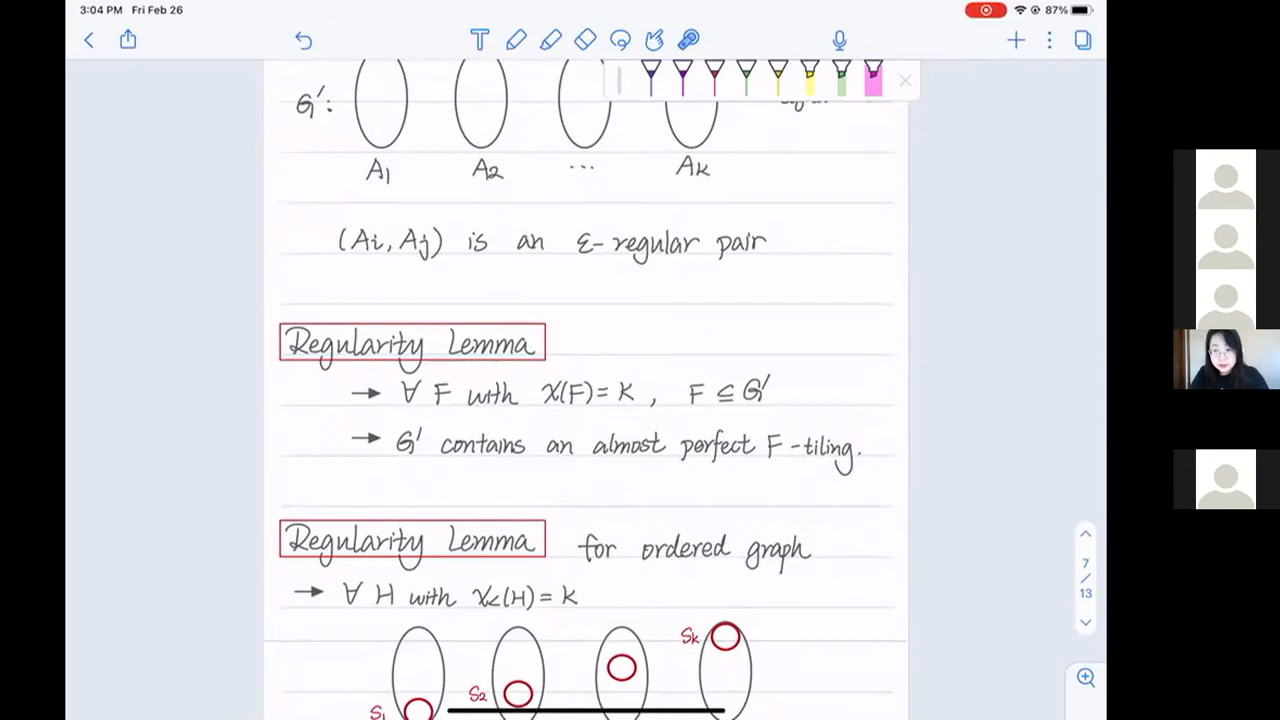 3:04 PM Fri Feb 26
87%
G':
A1 A2 ... Ak
(Ai, Aj) is an ε-regular pair
Regularity Lemma
→ ∀ F with χ(F)=k, F ⊆ G'
→ G' contains an almost perfect F-tiling.
Regularity Lemma for ordered graph
→ ∀ H with χ<(H)=k
Sk
S2
S1
7
/
13